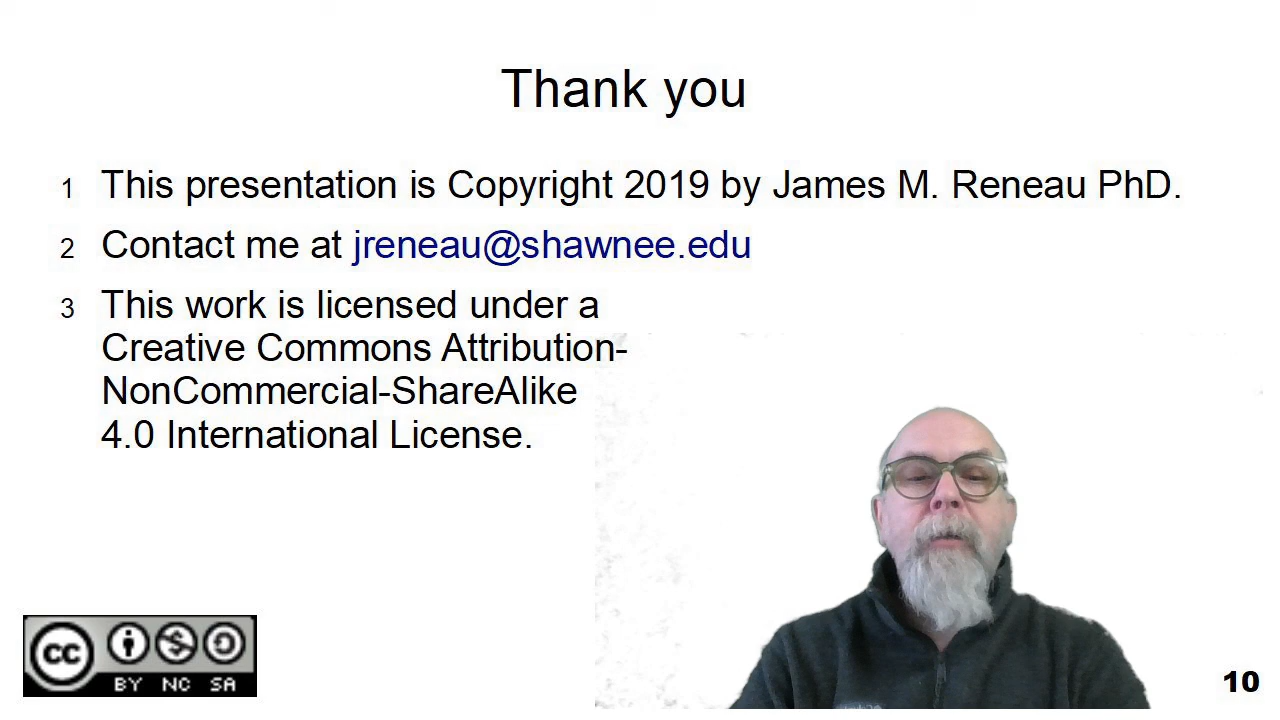 Thank you
1 This presentation is Copyright 2019 by James M. Reneau PhD.
2 Contact me at jreneau@shawnee.edu
3 This work is licensed under a
Creative Commons Attribution-
NonCommercial-ShareAlike
4.0 International License.
cc
BY NC SA
10